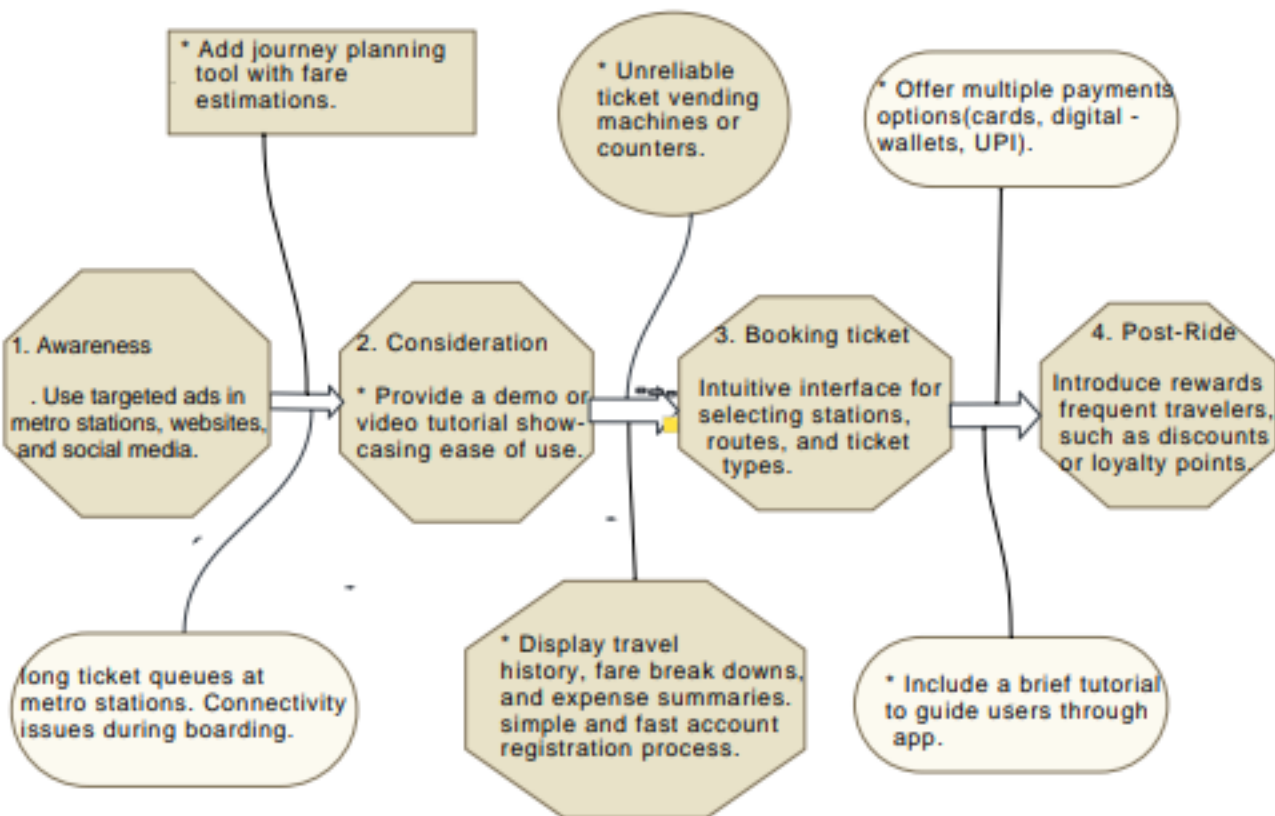 * Add journey planning
tool with fare
estimations.
* Unreliable
ticket vending
machines or
counters.
* Offer multiple payments
options(cards, digital -
wallets, UPI).
1. Awareness
. Use targeted ads in
metro stations, websites,
and social media.
2. Consideration
* Provide a demo or
video tutorial show-
casing ease of use.
3. Booking ticket
Intuitive interface for
selecting stations,
routes, and ticket
types.
4. Post-Ride
Introduce rewards
frequent travelers,
such as discounts
or loyalty points.
long ticket queues at
metro stations. Connectivity
issues during boarding.
* Display travel
history, fare break downs,
and expense summaries.
simple and fast account
registration process.
* Include a brief tutorial
to guide users through
app.